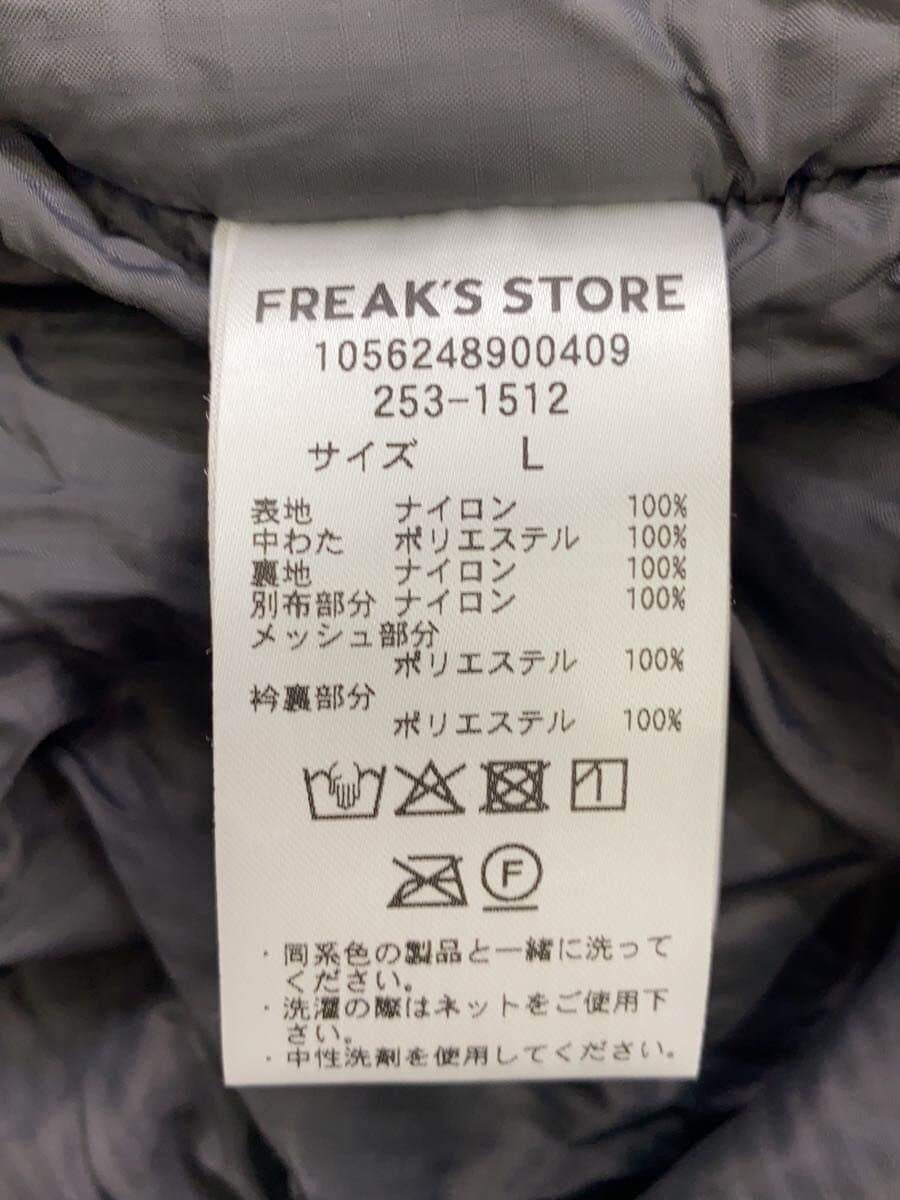 FREAK'S STORE
1056248900409
253-1512
サイズ L
表地 ナイロン 100%
中わた ポリエステル 100%
裏地 ナイロン 100%
別布部分 ナイロン 100%
メッシュ部分
ポリエステル 100%
衿裏部分
ポリエステル 100%
F
・同系色の製品と一緒に洗って
ください。
・洗濯の際はネットをご使用下
さい。
・中性洗剤を使用してください。